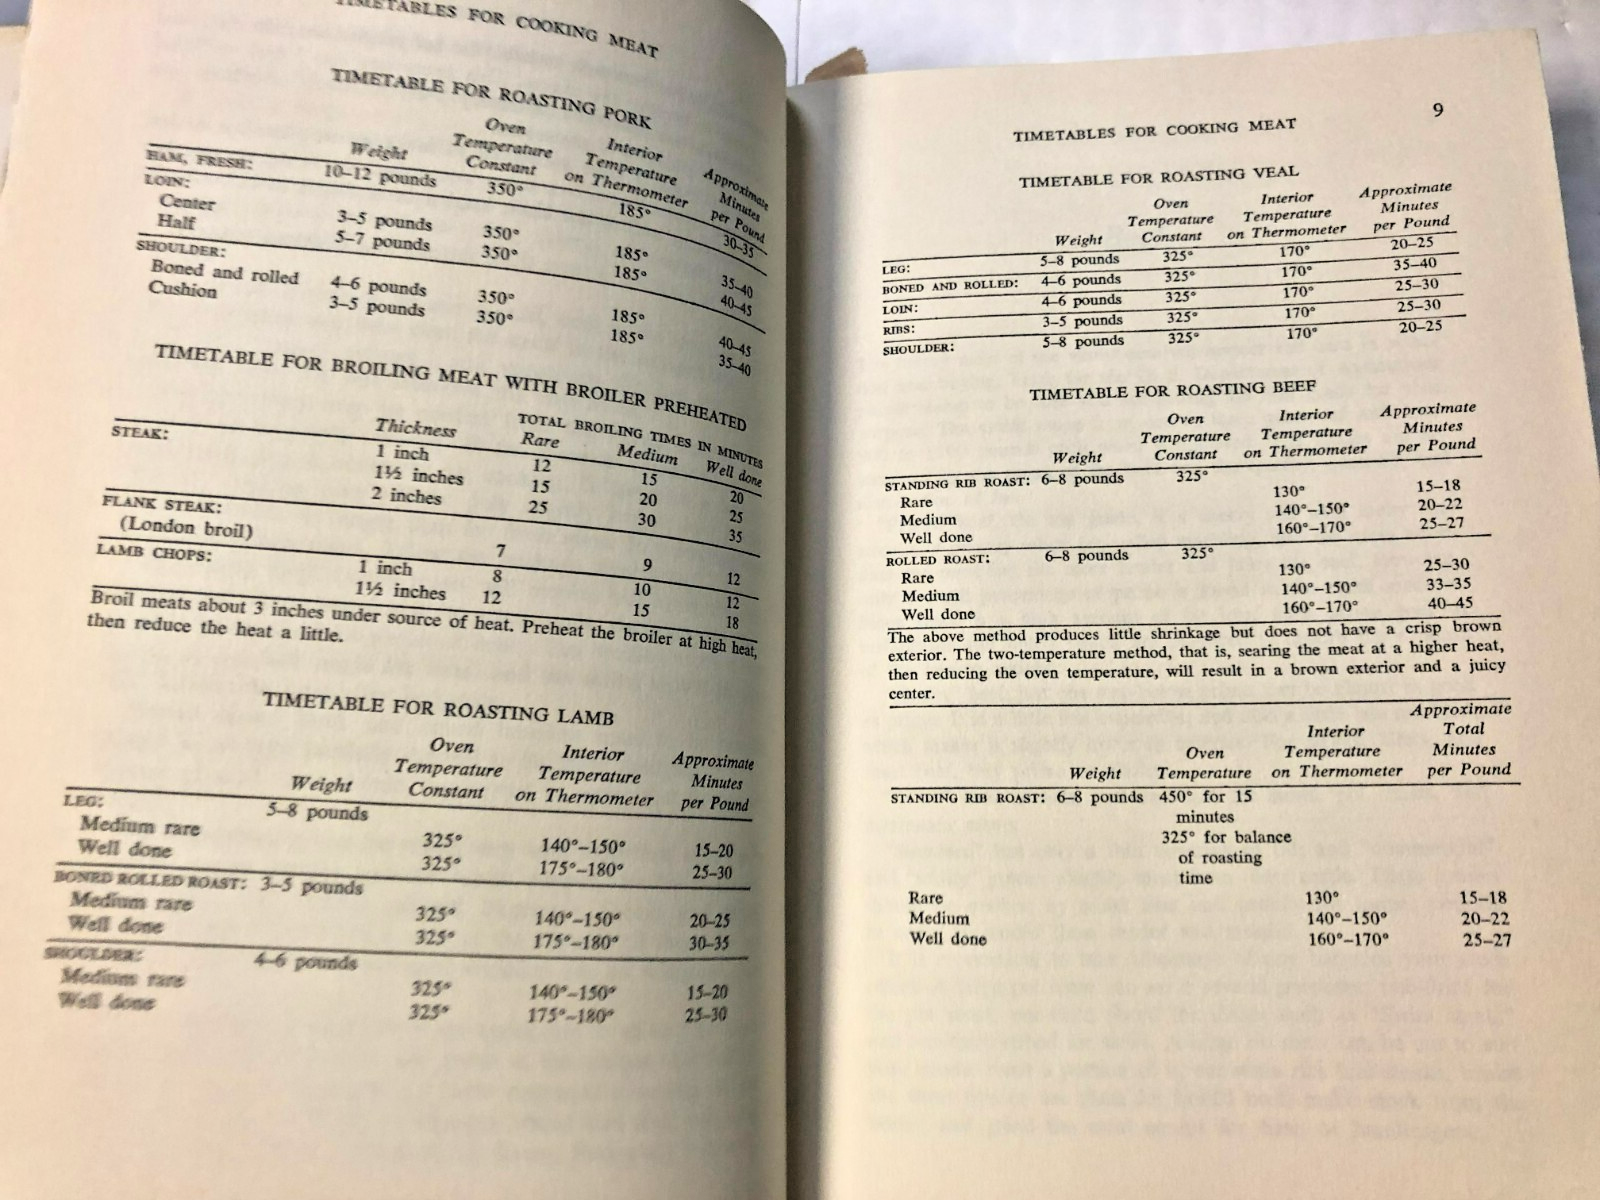 TIMETABLES FOR COOKING MEAT
TIMETABLE FOR ROASTING PORK
Weight Oven Temperature Constant Interior Temperature on Thermometer Approximate Minutes per Pound
HAM, FRESH: 10–12 pounds 350° 185° 30–35
LOIN:
Center 3–5 pounds 350° 185° 35–40
Half 5–7 pounds 350° 185° 40–45
SHOULDER:
Boned and rolled 4–6 pounds 350° 185° 40–45
Cushion 3–5 pounds 350° 185° 35–40
TIMETABLE FOR BROILING MEAT WITH BROILER PREHEATED
TOTAL BROILING TIMES IN MINUTES
Thickness Rare Medium Well done
STEAK: 1 inch 12 15 20
1½ inches 15 20 25
2 inches 25 30 35
FLANK STEAK:
(London broil) 7 9 12
LAMB CHOPS: 1 inch 8 10 12
1½ inches 12 15 18
Broil meats about 3 inches under source of heat. Preheat the broiler at high heat,
then reduce the heat a little.
TIMETABLE FOR ROASTING LAMB
Weight Oven Temperature Constant Interior Temperature on Thermometer Approximate Minutes per Pound
LEG: 5–8 pounds
Medium rare 325° 140°–150° 15–20
Well done 325° 175°–180° 25–30
BONED ROLLED ROAST: 3–5 pounds
Medium rare 325° 140°–150° 20–25
Well done 325° 175°–180° 30–35
SHOULDER: 4–6 pounds
Medium rare 325° 140°–150° 15–20
Well done 325° 175°–180° 25–30
9
TIMETABLES FOR COOKING MEAT
TIMETABLE FOR ROASTING VEAL
Weight Oven Temperature Constant Interior Temperature on Thermometer Approximate Minutes per Pound
LEG: 5–8 pounds 325° 170° 20–25
BONED AND ROLLED: 4–6 pounds 325° 170° 35–40
LOIN: 4–6 pounds 325° 170° 25–30
RIBS: 3–5 pounds 325° 170° 25–30
SHOULDER: 5–8 pounds 325° 170° 20–25
TIMETABLE FOR ROASTING BEEF
Weight Oven Temperature Constant Interior Temperature on Thermometer Approximate Minutes per Pound
STANDING RIB ROAST: 6–8 pounds 325°
Rare 130° 15–18
Medium 140°–150° 20–22
Well done 160°–170° 25–27
ROLLED ROAST: 6–8 pounds 325°
Rare 130° 25–30
Medium 140°–150° 33–35
Well done 160°–170° 40–45
The above method produces little shrinkage but does not have a crisp brown
exterior. The two-temperature method, that is, searing the meat at a higher heat,
then reducing the oven temperature, will result in a brown exterior and a juicy
center.
Weight Oven Temperature Interior Temperature on Thermometer Approximate Total Minutes per Pound
STANDING RIB ROAST: 6–8 pounds 450° for 15
minutes
325° for balance
of roasting
time
Rare 130° 15–18
Medium 140°–150° 20–22
Well done 160°–170° 25–27